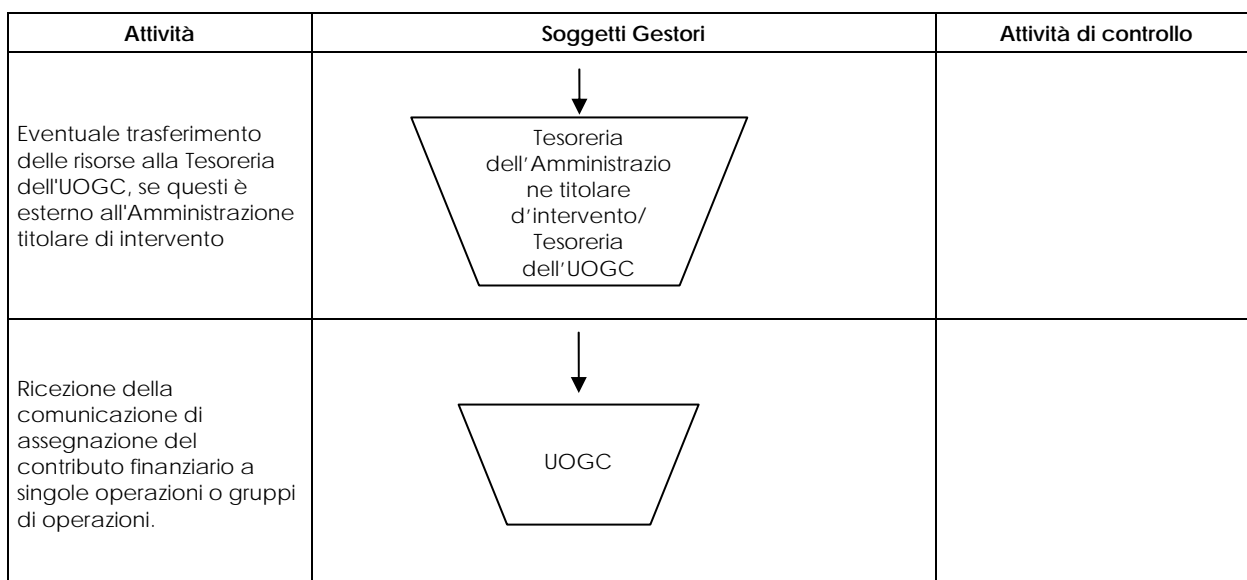 Attività
Soggetti Gestori
Attività di controllo
Eventuale trasferimento
delle risorse alla Tesoreria
dell'UOGC, se questi è
esterno all'Amministrazione
titolare di intervento
Tesoreria
dell'Amministrazio
ne titolare
d'intervento/
Tesoreria
dell'UOGC
Ricezione della
comunicazione di
assegnazione del
contributo finanziario a
singole operazioni o gruppi
di operazioni.
UOGC